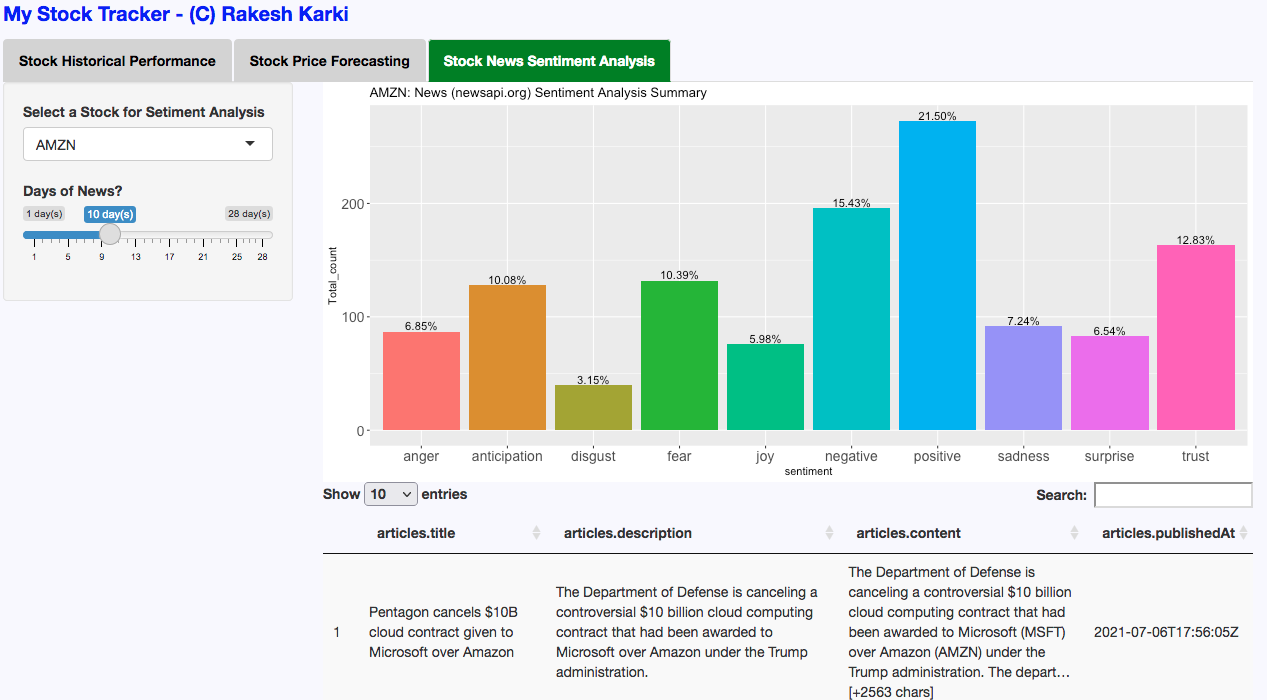 My Stock Tracker - (C) Rakesh Karki
Stock Historical Performance
Stock Price Forecasting
Stock News Sentiment Analysis
Select a Stock for Setiment Analysis
AMZN
Days of News?
1 day(s)
10 day(s)
28 day(s)
1 5 9 13 17 21 25 28
AMZN: News (newsapi.org) Sentiment Analysis Summary
Total_count
200
100
0
6.85%
10.08%
3.15%
10.39%
5.98%
15.43%
21.50%
7.24%
6.54%
12.83%
anger anticipation disgust fear joy negative positive sadness surprise trust
sentiment
Show 10 entries
Search:
articles.title
articles.description
articles.content
articles.publishedAt
1
Pentagon cancels $10B
cloud contract given to
Microsoft over Amazon
The Department of Defense is canceling a
controversial $10 billion cloud computing
contract that had been awarded to
Microsoft over Amazon under the Trump
administration.
The Department of Defense is
canceling a controversial $10 billion
cloud computing contract that had
been awarded to Microsoft (MSFT)
over Amazon (AMZN) under the
Trump administration. The depart…
[+2563 chars]
2021-07-06T17:56:05Z